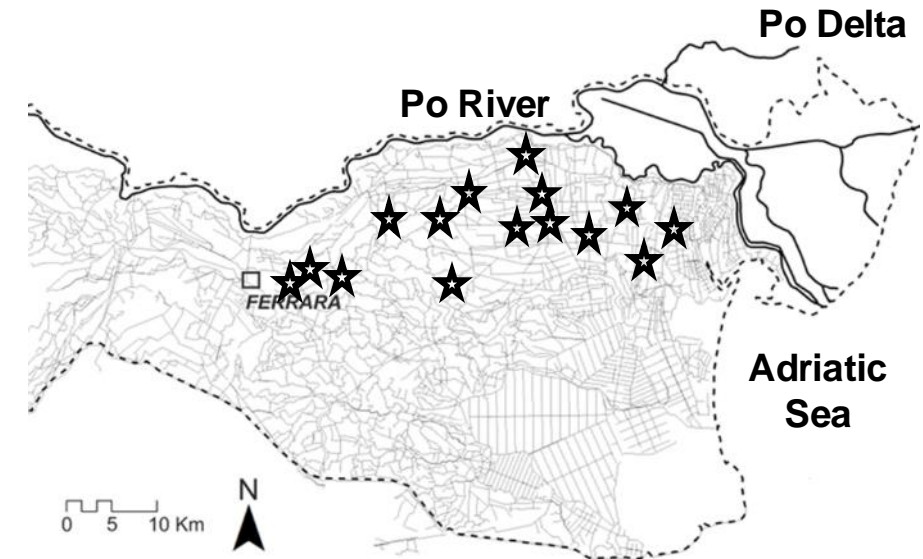 Po Delta
Po River
FERRARA
Adriatic
Sea
N
0 5 10 Km